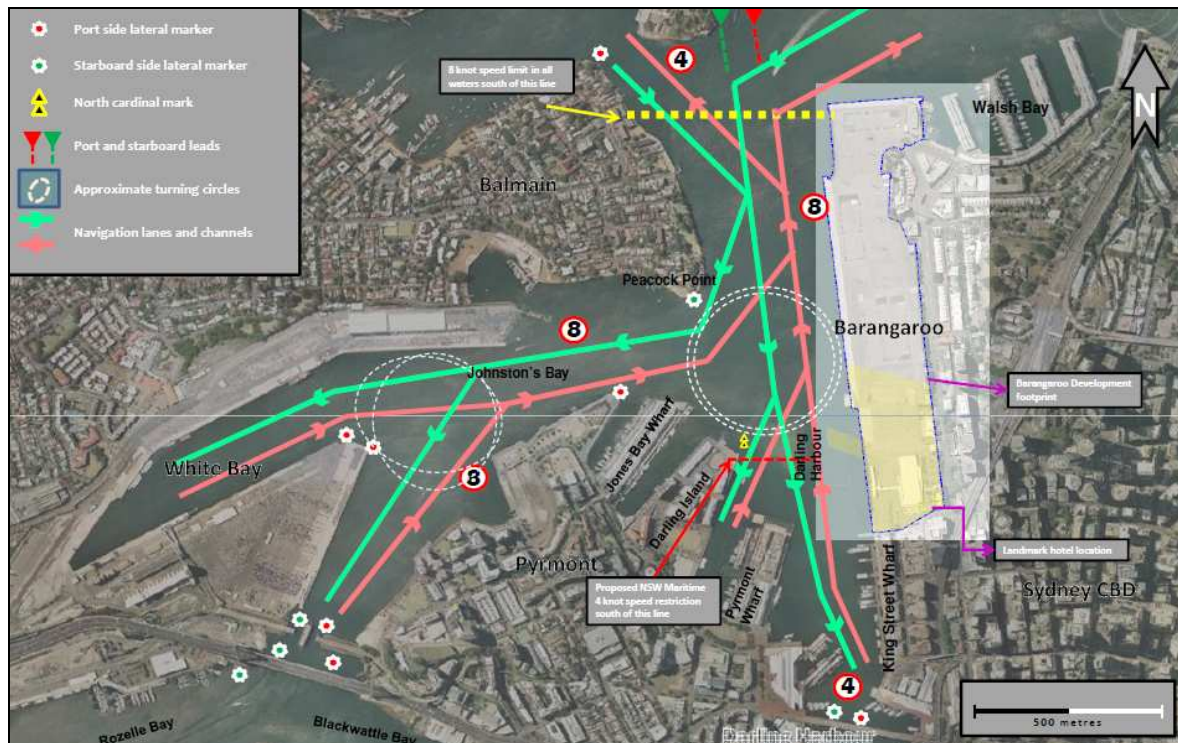 Port side lateral marker
Starboard side lateral marker
North cardinal mark
Port and starboard leads
Approximate turning circles
Navigation lanes and channels
8 knot speed limit in all
waters south of this line
4
N
Walsh Bay
Balmain
8
Peacock Point
8
Barangaroo
Johnston's Bay
Barangaroo Development
footprint
White Bay
8
Jones Bay Wharf
Darling Island
Darling
Harbour
Landmark hotel location
Pyrmont
Proposed NSW Maritime
4 knot speed restriction
south of this line
Pyrmont
Wharf
King Street Wharf
Sydney CBD
4
500 metres
Rozelle Bay
Blackwattle Bay
Darling Harbour